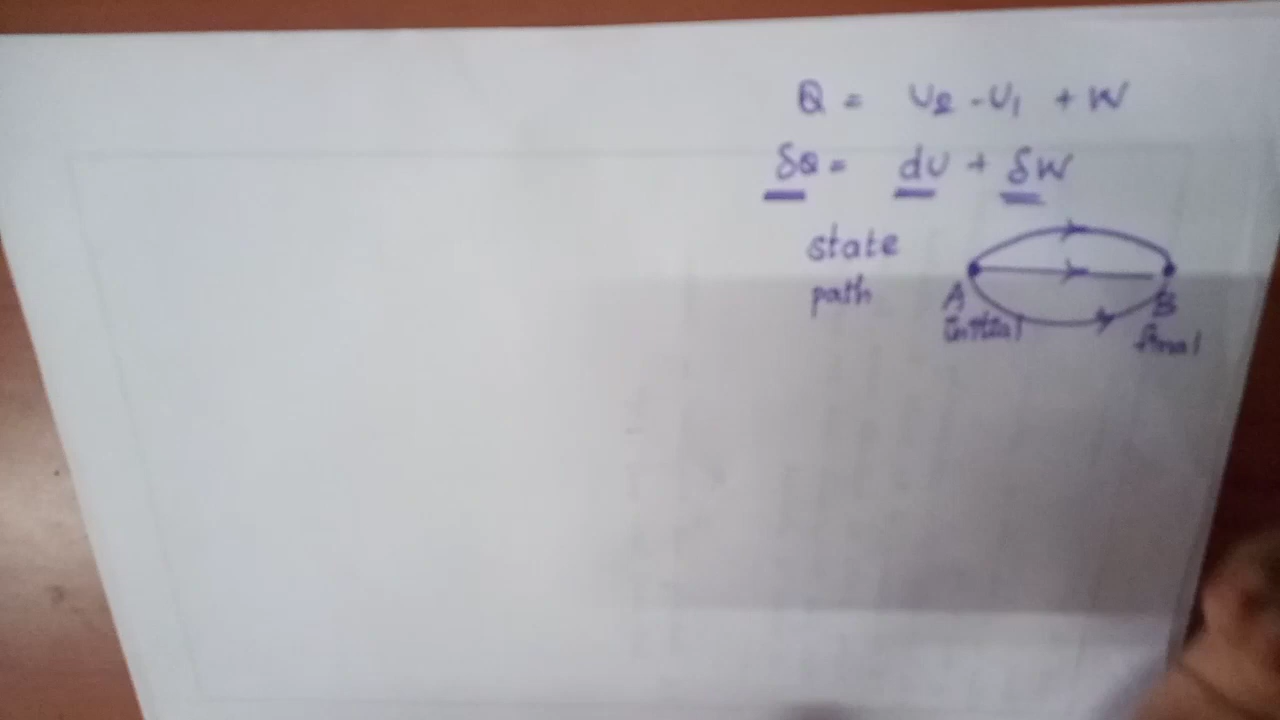 Q = U2 - U1 + W
δQ = dU + δW
state
path
A B
initial
final